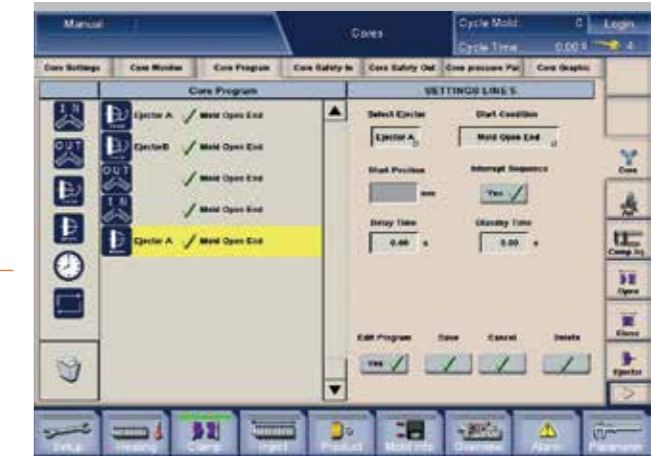 Manual
Cores
Cycle Mold 0
Login
Cycle Time 0.00 s
4
Core Settings
Core Monitor
Core Program
Core Safety In
Core Safety Out
Core pressure Par
Core Graphic
Core Program
SETTINGS LINE 5
IN
OUT
Ejector A Mold Open End
EjectorB Mold Open End
OUT Mold Open End
IN Mold Open End
Ejector A Mold Open End
Select Ejector
Start Condition
Ejector A
Mold Open End
Start Position
Interrupt Sequence
mm
Yes
Delay Time
Standby Time
0.00 s
Edit Program
Save
Cancel
Delete
Yes
Core
Comp Inj.
Open
Close
Ejector
>
Setup
Heating
Clamp
Inject
Product
Mold Info
Overview
Alarm
Parameter